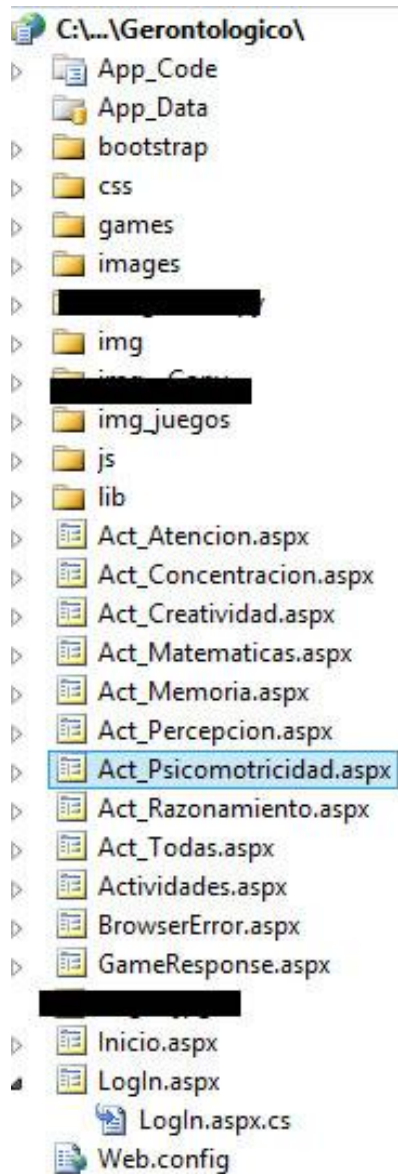 C:\...\Gerontologico\
App_Code
App_Data
bootstrap
css
games
images
img
img_juegos
js
lib
Act_Atencion.aspx
Act_Concentracion.aspx
Act_Creatividad.aspx
Act_Matematicas.aspx
Act_Memoria.aspx
Act_Percepcion.aspx
Act_Psicomotricidad.aspx
Act_Razonamiento.aspx
Act_Todas.aspx
Actividades.aspx
BrowserError.aspx
GameResponse.aspx
Inicio.aspx
LogIn.aspx
LogIn.aspx.cs
Web.config